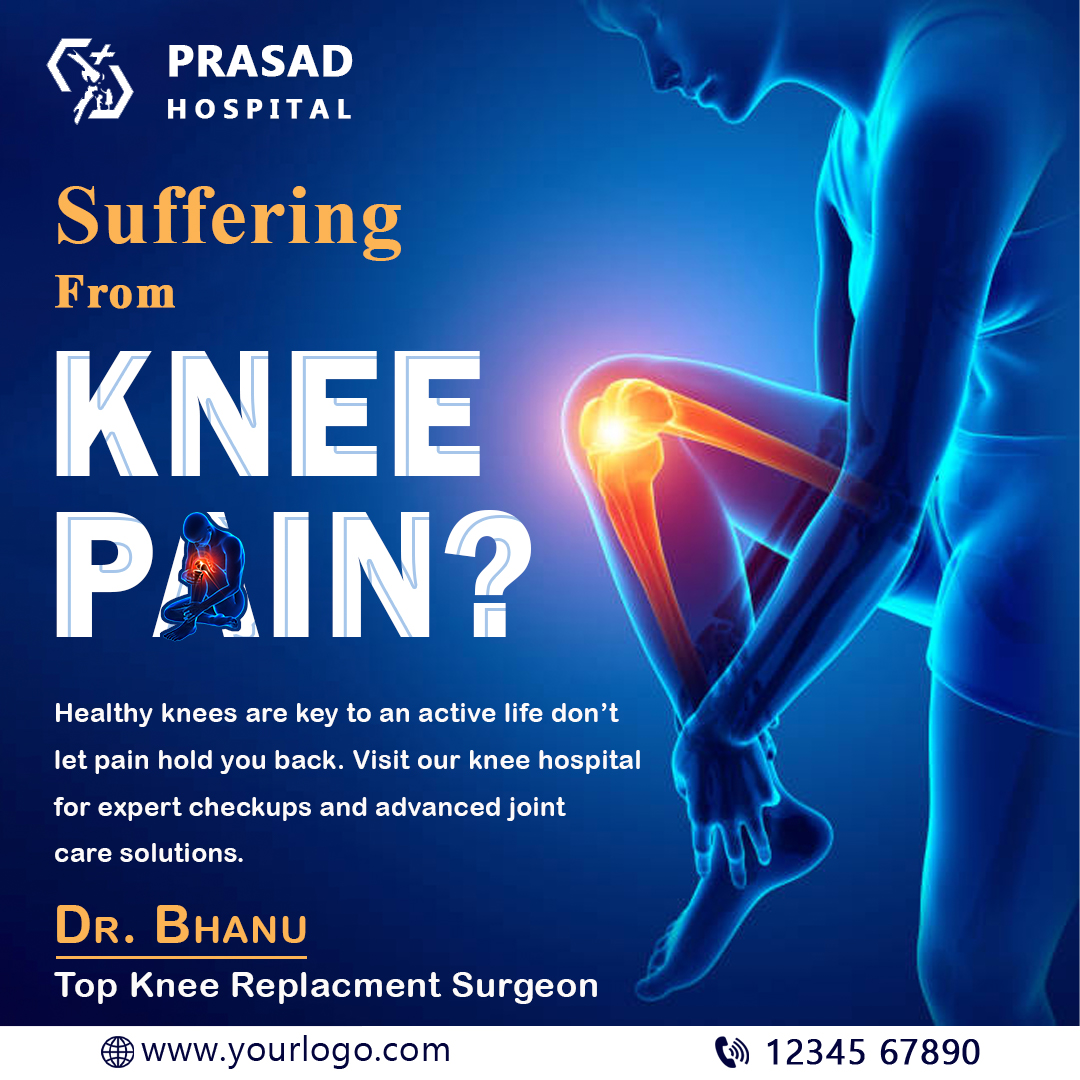 PRASAD
HOSPITAL
Suffering
From
KNEE
PAIN?
Healthy knees are key to an active life don’t
let pain hold you back. Visit our knee hospital
for expert checkups and advanced joint
care solutions.
Dr. Bhanu
Top Knee Replacment Surgeon
www.yourlogo.com
12345 67890